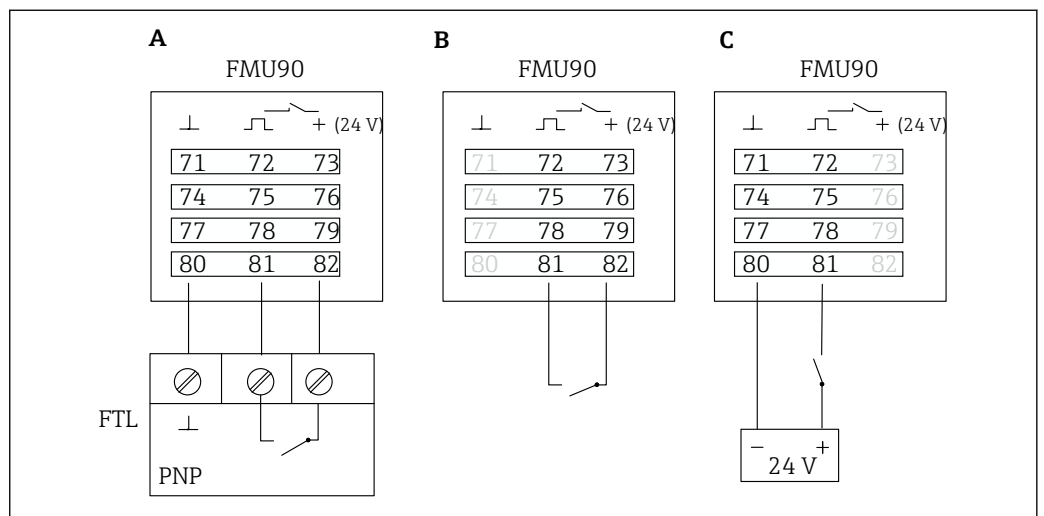 A B C
FMU90 FMU90 FMU90
+ (24 V) + (24 V) + (24 V)
71 72 73 71 72 73 71 72 73
74 75 76 74 75 76 74 75 76
77 78 79 77 78 79 77 78 79
80 81 82 80 81 82 80 81 82
FTL
- +
PNP
24 V